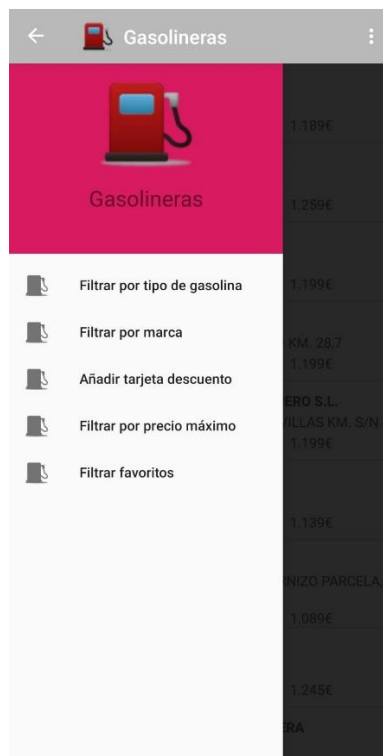 Gasolineras
Gasolineras
Filtrar por tipo de gasolina
Filtrar por marca
Añadir tarjeta descuento
Filtrar por precio máximo
Filtrar favoritos
1.189€
1.259€
1.199€
KM. 28,7
1.199€
ERO S.L.
VILLAS KM. S/N
1.199€
1.139€
RNIZO PARCELA,
1.089€
1.245€
ERA